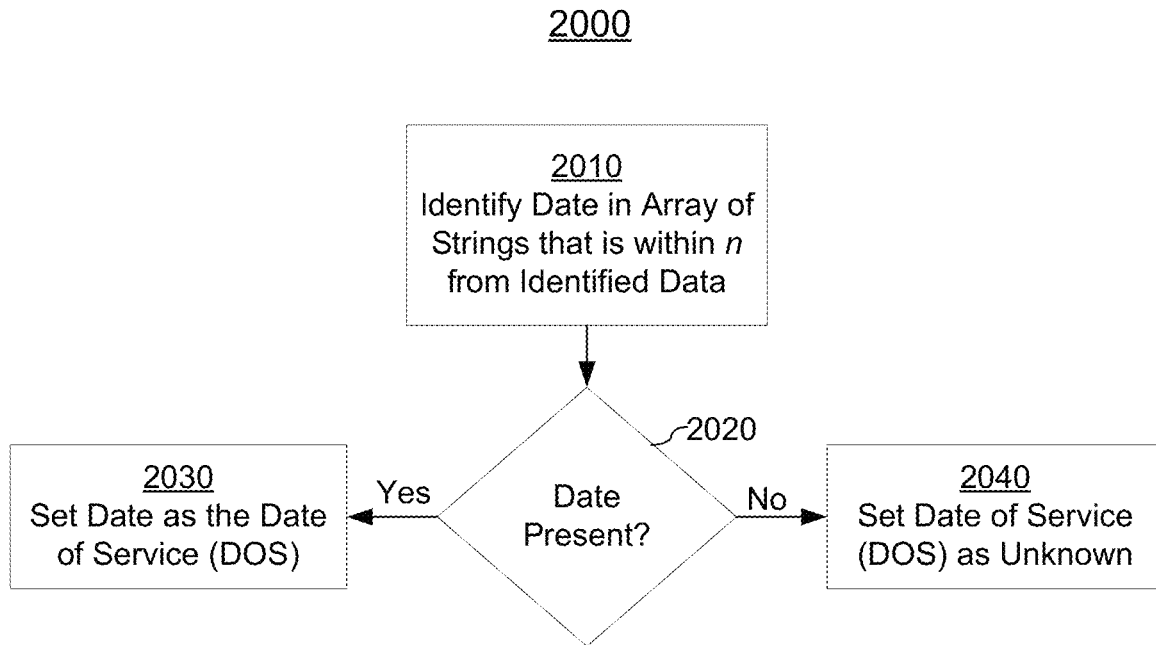 2000
2010
Identify Date in Array of
Strings that is within n
from Identified Data
2020
2030
Set Date as the Date
of Service (DOS)
Yes
Date
Present?
No
2040
Set Date of Service
(DOS) as Unknown